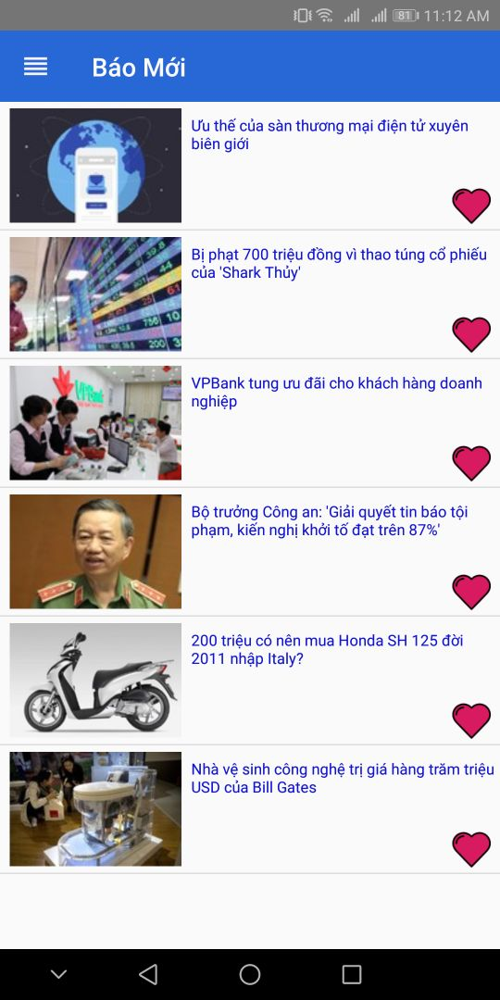 81 11:12 AM
Báo Mới
Ưu thế của sàn thương mại điện tử xuyên
biên giới
Bị phạt 700 triệu đồng vì thao túng cổ phiếu
của 'Shark Thủy'
VPBank tung ưu đãi cho khách hàng doanh
nghiệp
VPBank
Bộ trưởng Công an: 'Giải quyết tin báo tội
phạm, kiến nghị khởi tố đạt trên 87%'
200 triệu có nên mua Honda SH 125 đời
2011 nhập Italy?
Nhà vệ sinh công nghệ trị giá hàng trăm triệu
USD của Bill Gates